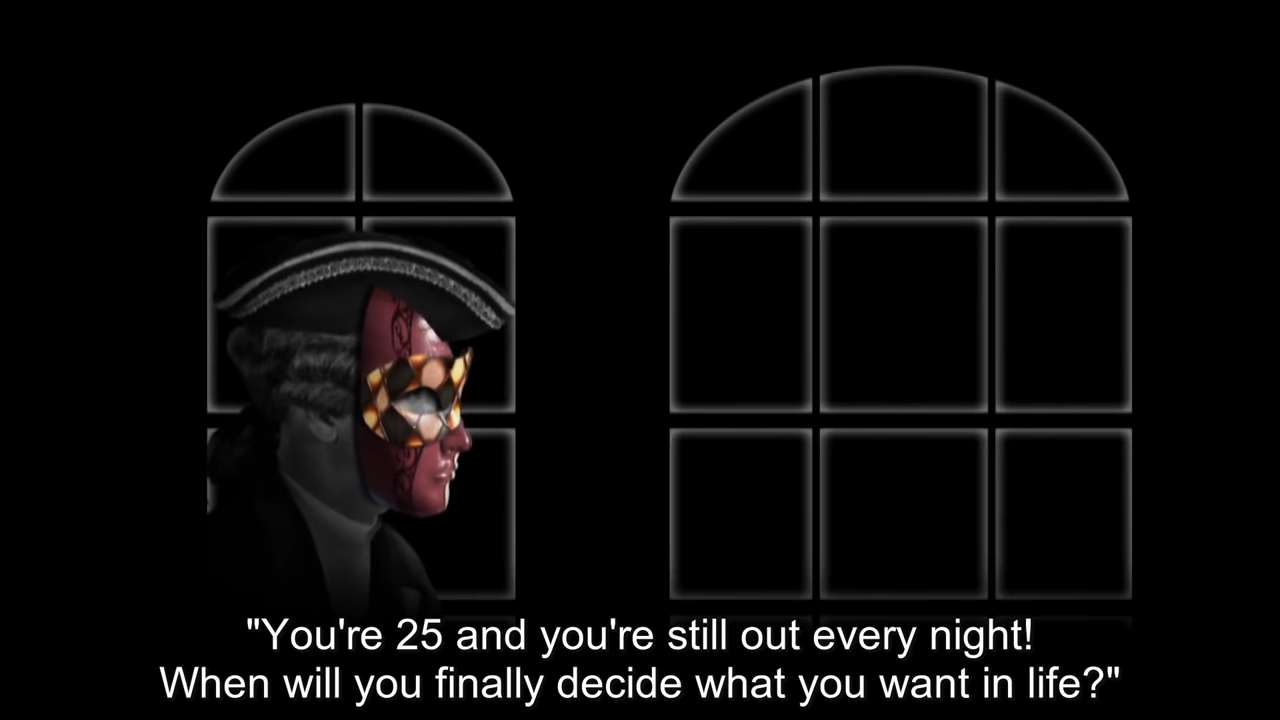 "You're 25 and you're still out every night!
When will you finally decide what you want in life?"